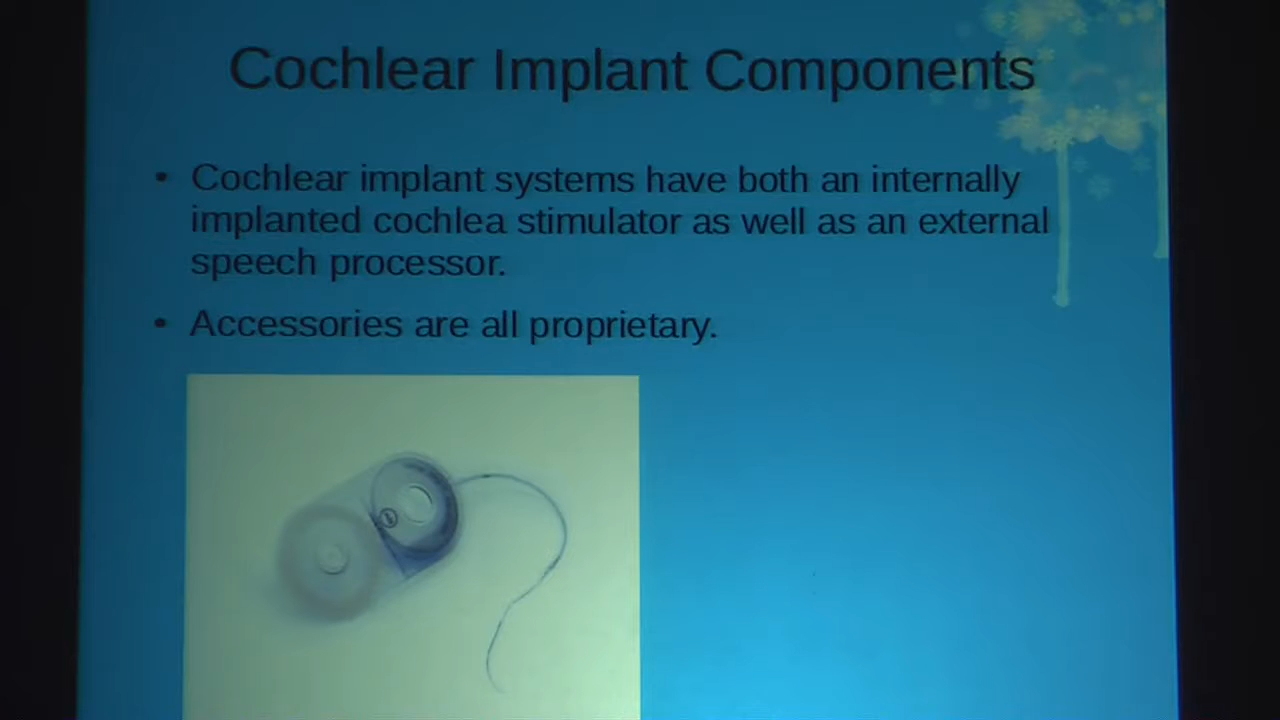 Cochlear Implant Components
• Cochlear implant systems have both an internally
implanted cochlea stimulator as well as an external
speech processor.
• Accessories are all proprietary.